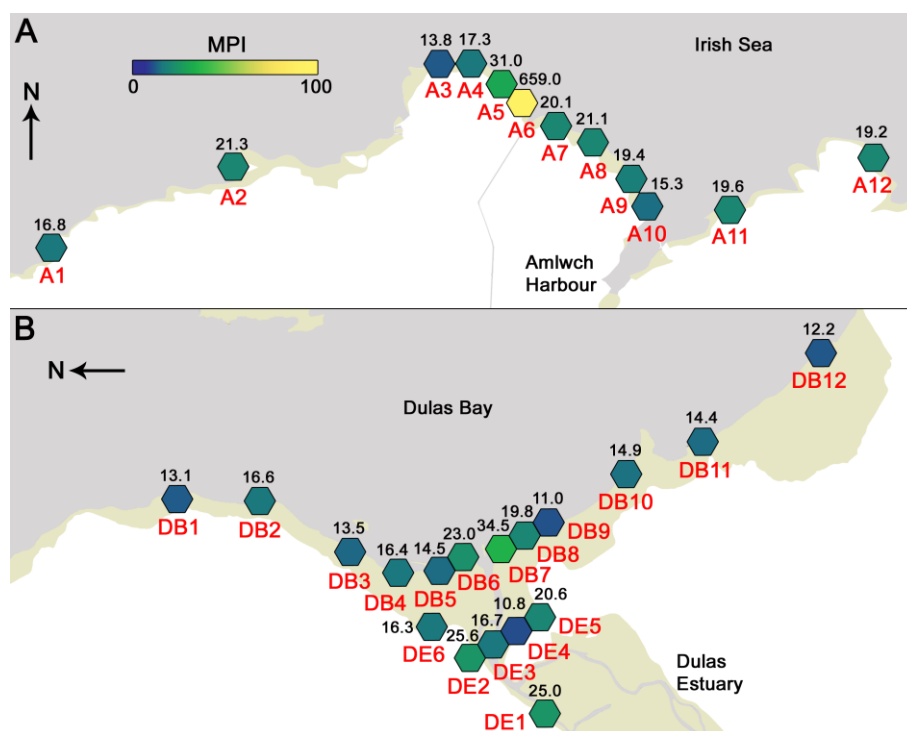 A
MPI
0
100
N
Irish Sea
16.8
A1
21.3
A2
13.8
A3
17.3
A4
31.0
A5
659.0
A6
20.1
A7
21.1
A8
19.4
A9
15.3
A10
19.6
A11
19.2
A12
Amlwch
Harbour
B
N
Dulas Bay
13.1
DB1
16.6
DB2
13.5
DB3
16.4
DB4
14.5
DB5
23.0
DB6
34.5
DB7
19.8
DB8
11.0
DB9
14.9
DB10
14.4
DB11
12.2
DB12
16.3
DE6
25.6
DE2
16.7
DE3
10.8
DE4
20.6
DE5
25.0
DE1
Dulas
Estuary